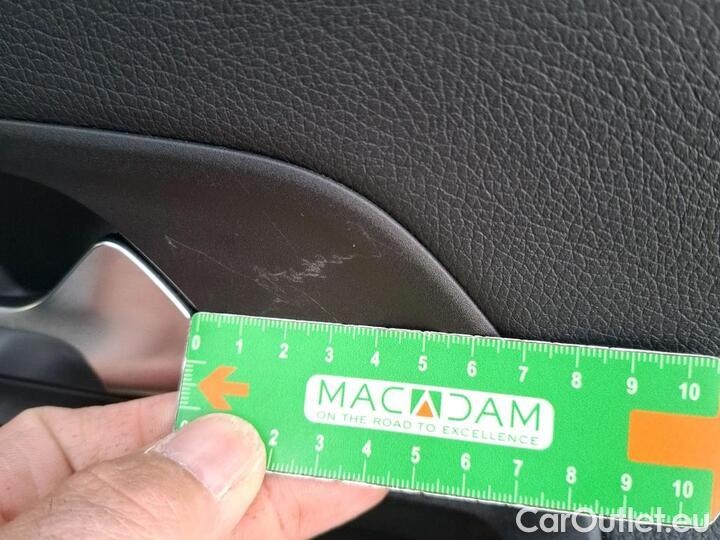 0 1 2 3 4 5 6 7 8 9 10
MACADAM
ON THE ROAD TO EXCELLENCE
2 3 4 5 6 7 8 9 10
CarOutlet.eu